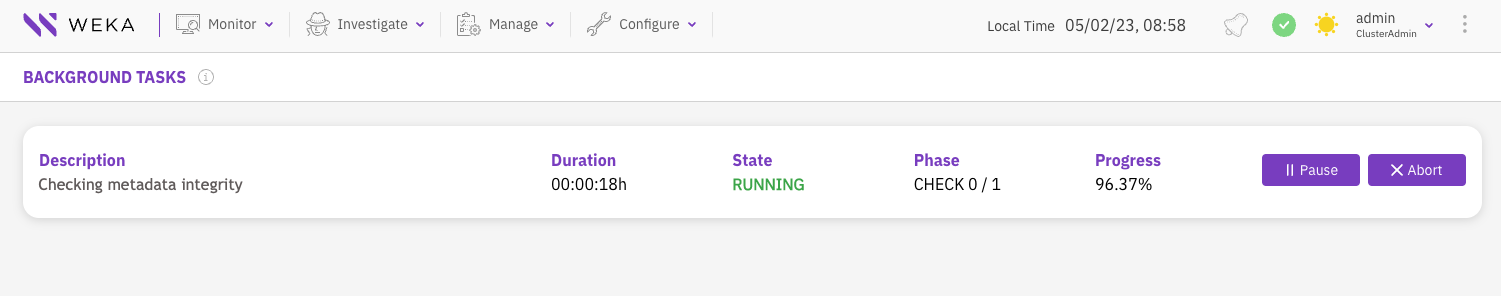 WEKA Monitor Investigate Manage Configure Local Time 05/02/23, 08:58 admin
ClusterAdmin
BACKGROUND TASKS
Description Duration State Phase Progress
Checking metadata integrity 00:00:18h RUNNING CHECK 0 / 1 96.37% Pause Abort